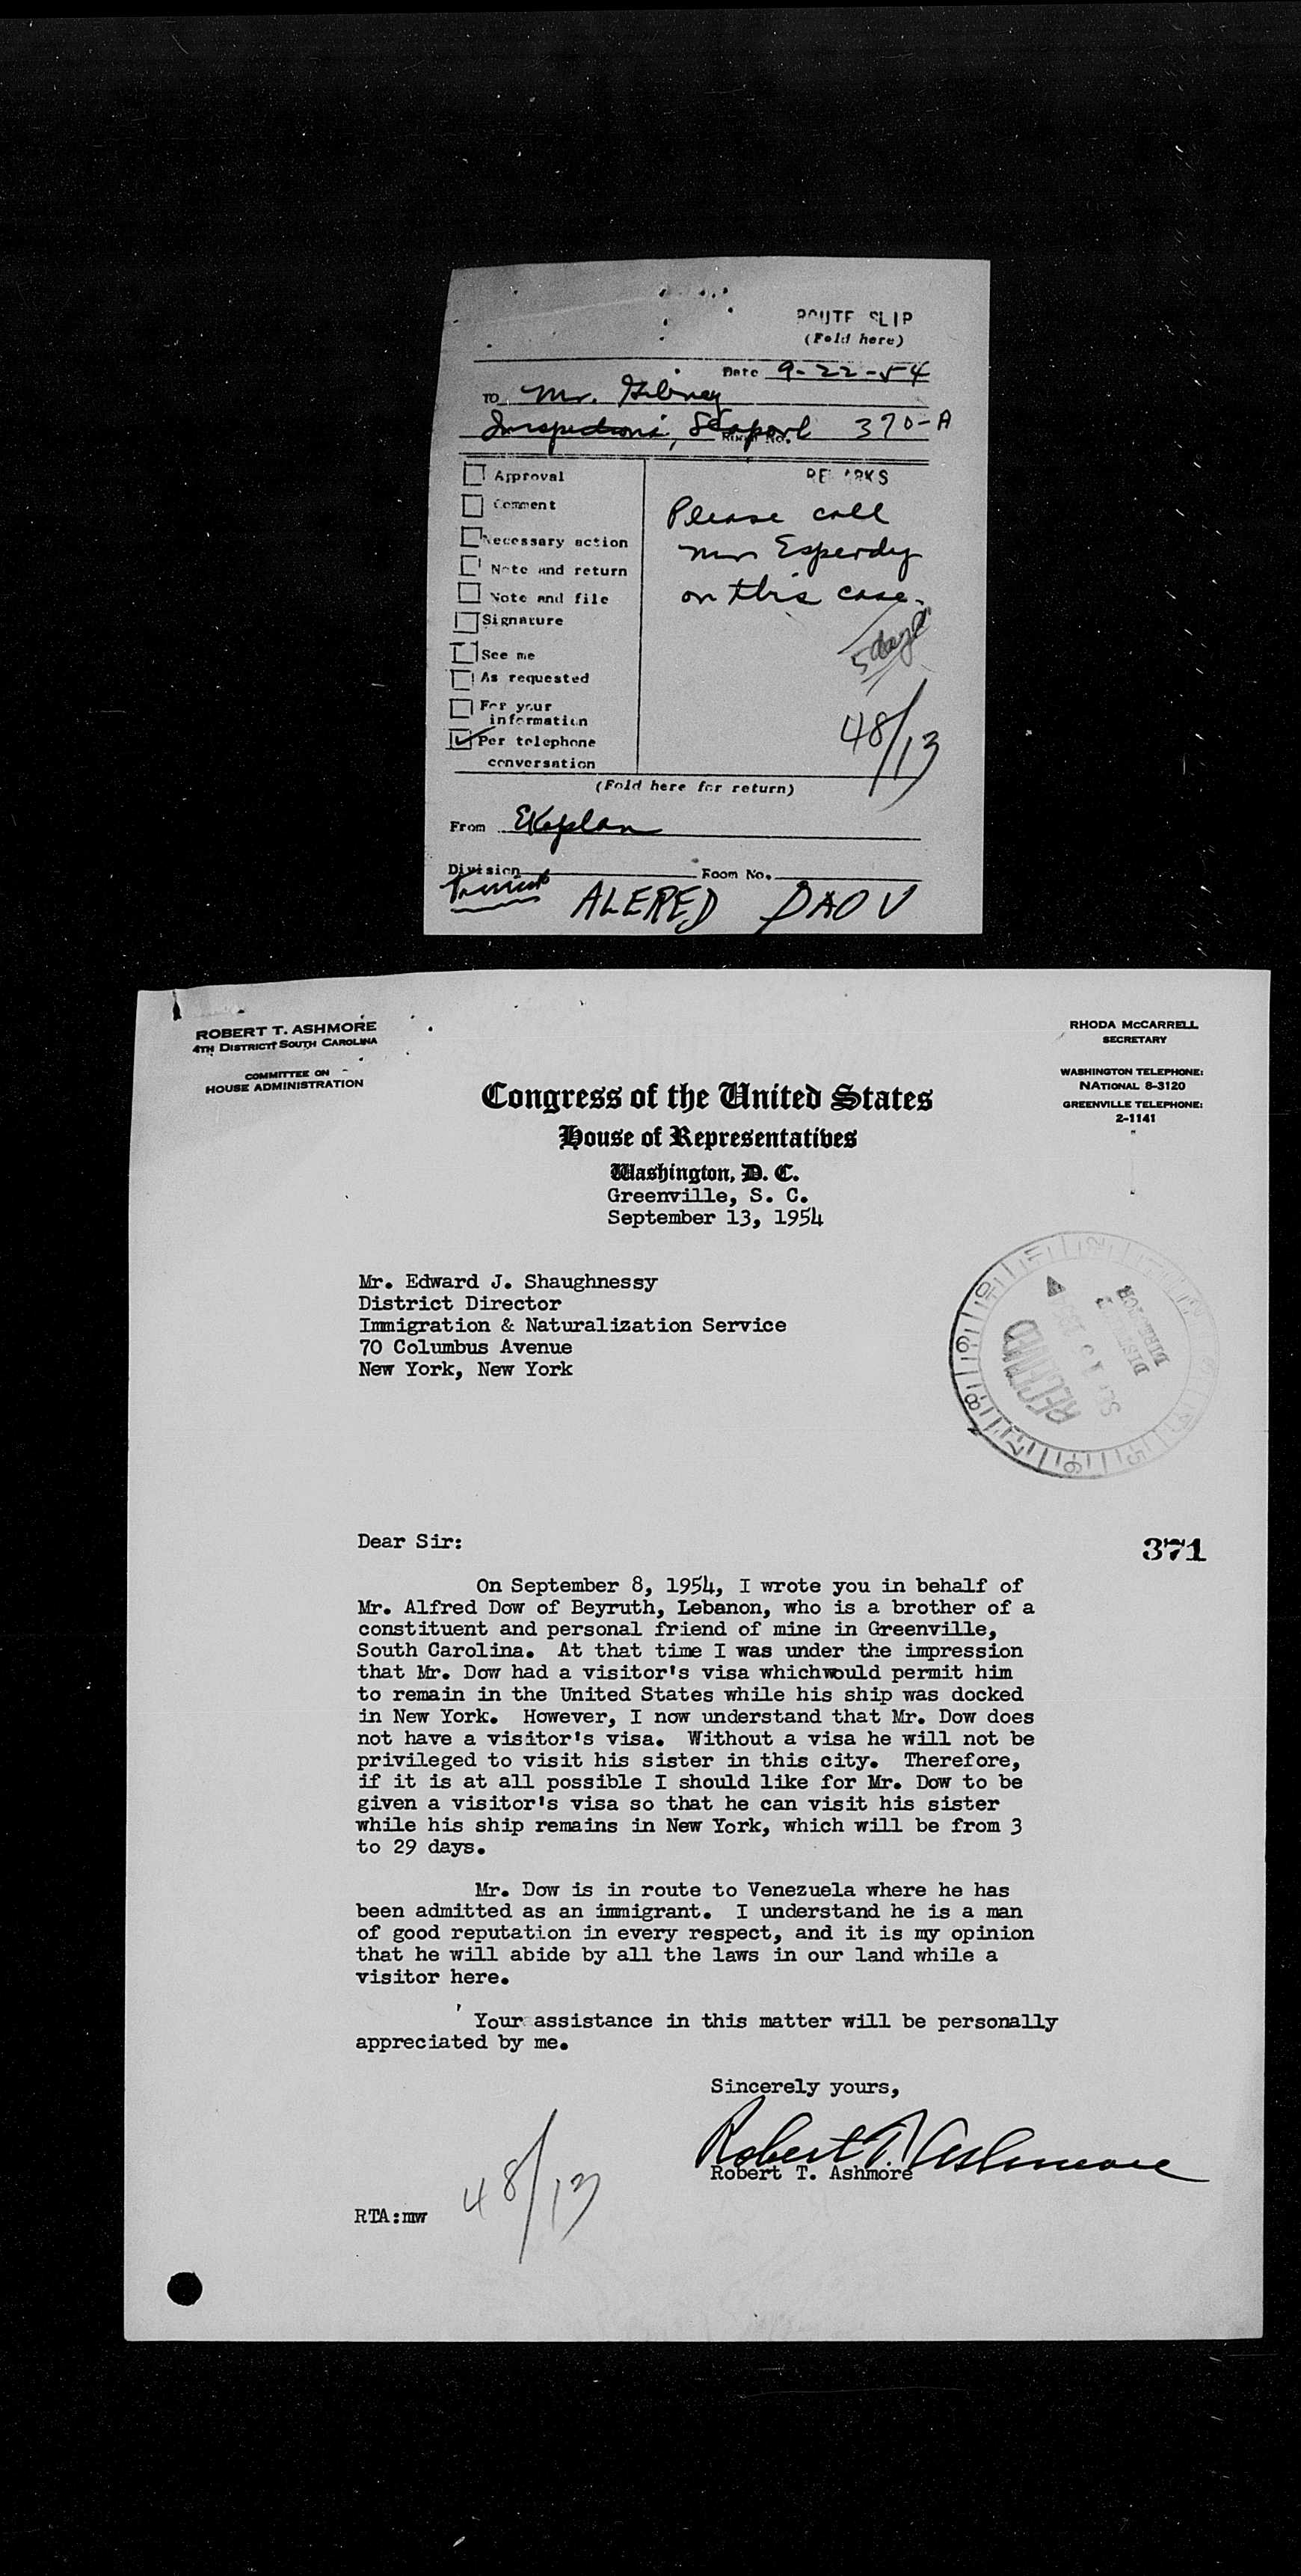 ROUTE SLIP
(Fold here)
Date 9-22-54
TO Mr. Gibney
Inspections, Seaport 370-A
Room No.
REMARKS
Approval
Comment
Necessary action
Note and return
Note and file
Signature
See me
As requested
For your
information
Per telephone
conversation
Please call
Mr Esperdy
on this case.
5 days
48/13
(Fold here for return)
From EKaplan
Division Room No.
ALFRED DAOU
ROBERT T. ASHMORE
4TH DISTRICT SOUTH CAROLINA
COMMITTEE ON
HOUSE ADMINISTRATION
RHODA McCARRELL
SECRETARY
WASHINGTON TELEPHONE:
NATIONAL 8-3120
GREENVILLE TELEPHONE:
2-1141
Congress of the United States
House of Representatives
Washington, D. C.
Greenville, S. C.
September 13, 1954
Mr. Edward J. Shaughnessy
District Director
Immigration & Naturalization Service
70 Columbus Avenue
New York, New York
RECEIVED
DIRECTOR
Dear Sir:
371
On September 8, 1954, I wrote you in behalf of
Mr. Alfred Dow of Beyruth, Lebanon, who is a brother of a
constituent and personal friend of mine in Greenville,
South Carolina. At that time I was under the impression
that Mr. Dow had a visitor's visa whichwould permit him
to remain in the United States while his ship was docked
in New York. However, I now understand that Mr. Dow does
not have a visitor's visa. Without a visa he will not be
privileged to visit his sister in this city. Therefore,
if it is at all possible I should like for Mr. Dow to be
given a visitor's visa so that he can visit his sister
while his ship remains in New York, which will be from 3
to 29 days.
Mr. Dow is in route to Venezuela where he has
been admitted as an immigrant. I understand he is a man
of good reputation in every respect, and it is my opinion
that he will abide by all the laws in our land while a
visitor here.
Your assistance in this matter will be personally
appreciated by me.
Sincerely yours,
Robert T. Ashmore
Robert T. Ashmore
RTA:mw
48/13